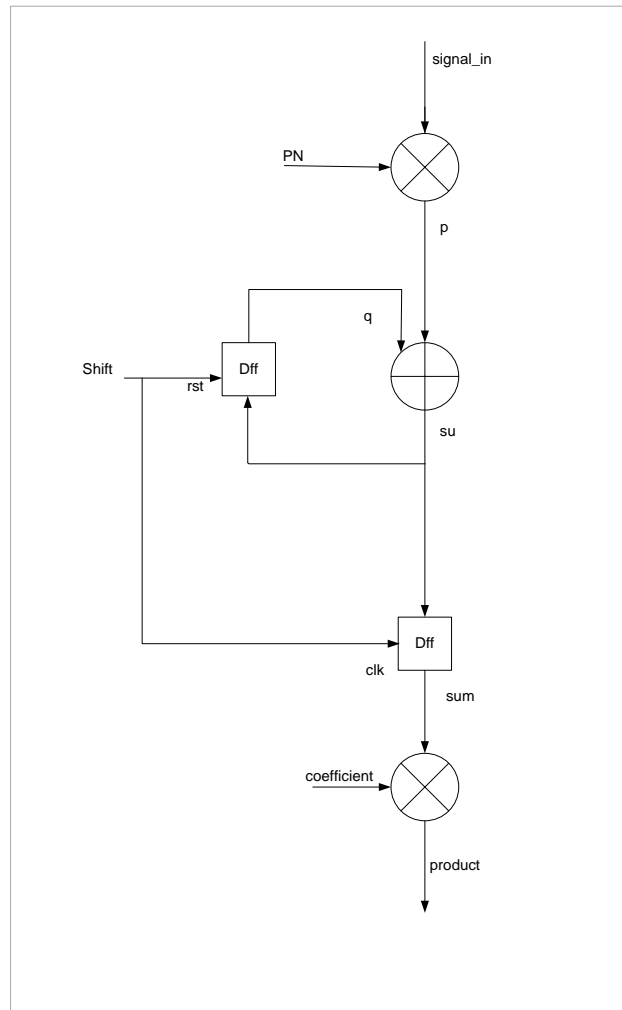 signal_in
PN
p
q
Dff
Shift
rst
su
Dff
clk
sum
coefficient
product